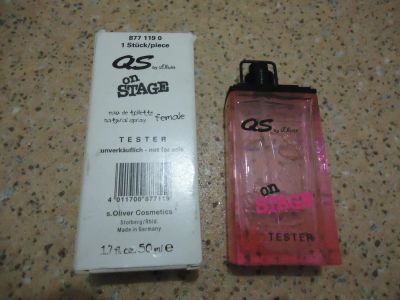 877 119 0
1 Stück/piece
QS by s.Oliver
on
STAGE
eau de toilette
natural spray female
TESTER
unverkäuflich - not for sale
4 011700 877119
s.Oliver Cosmetics
Stolberg/Rhld.
Made in Germany
1.7 fl. oz. 50 ml e
QS by s.Oliver
on
STAGE
TESTER